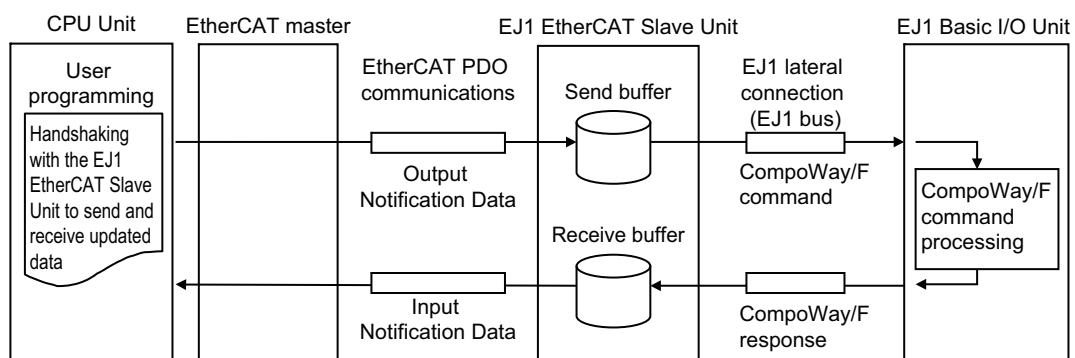 CPU Unit
EtherCAT master
EJ1 EtherCAT Slave Unit
EJ1 Basic I/O Unit
User
programming
Handshaking
with the EJ1
EtherCAT Slave
Unit to send and
receive updated
data
EtherCAT PDO
communications
Output
Notification Data
Input
Notification Data
Send buffer
Receive buffer
EJ1 lateral
connection
(EJ1 bus)
CompoWay/F
command
CompoWay/F
response
CompoWay/F
command
processing